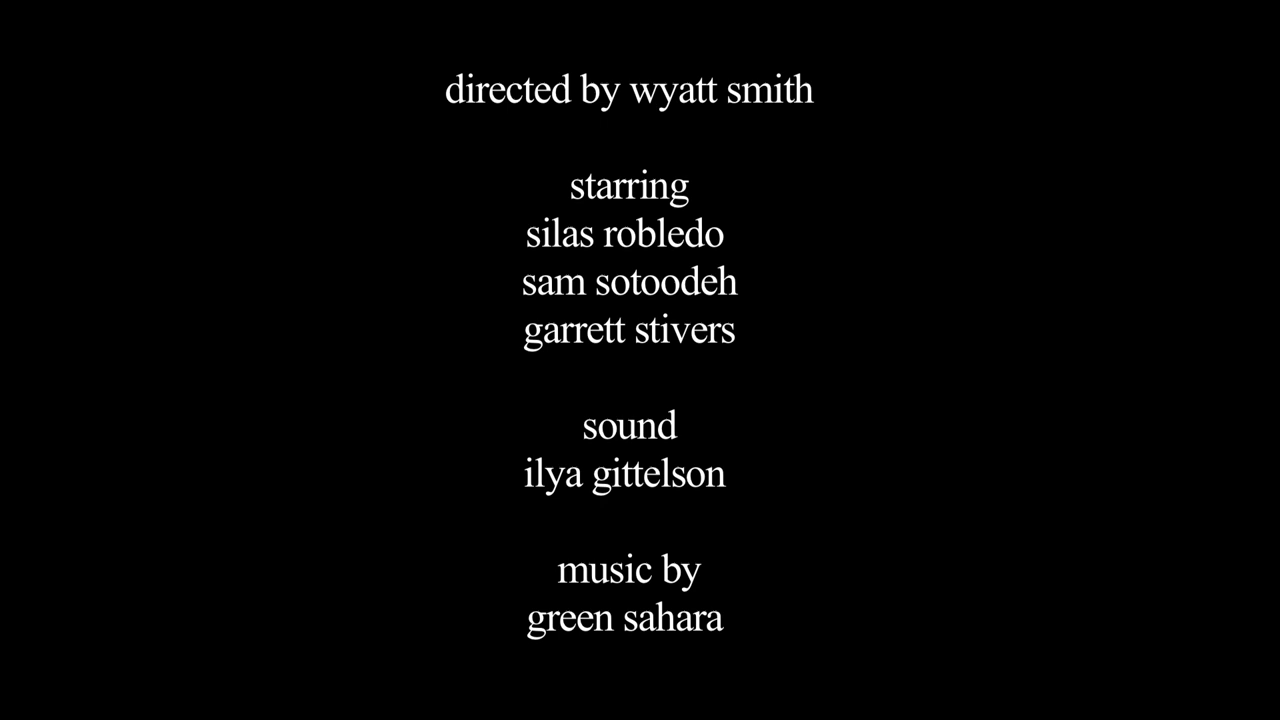 directed by wyatt smith
starring
silas robledo
sam sotoodeh
garrett stivers
sound
ilya gittelson
music by
green sahara